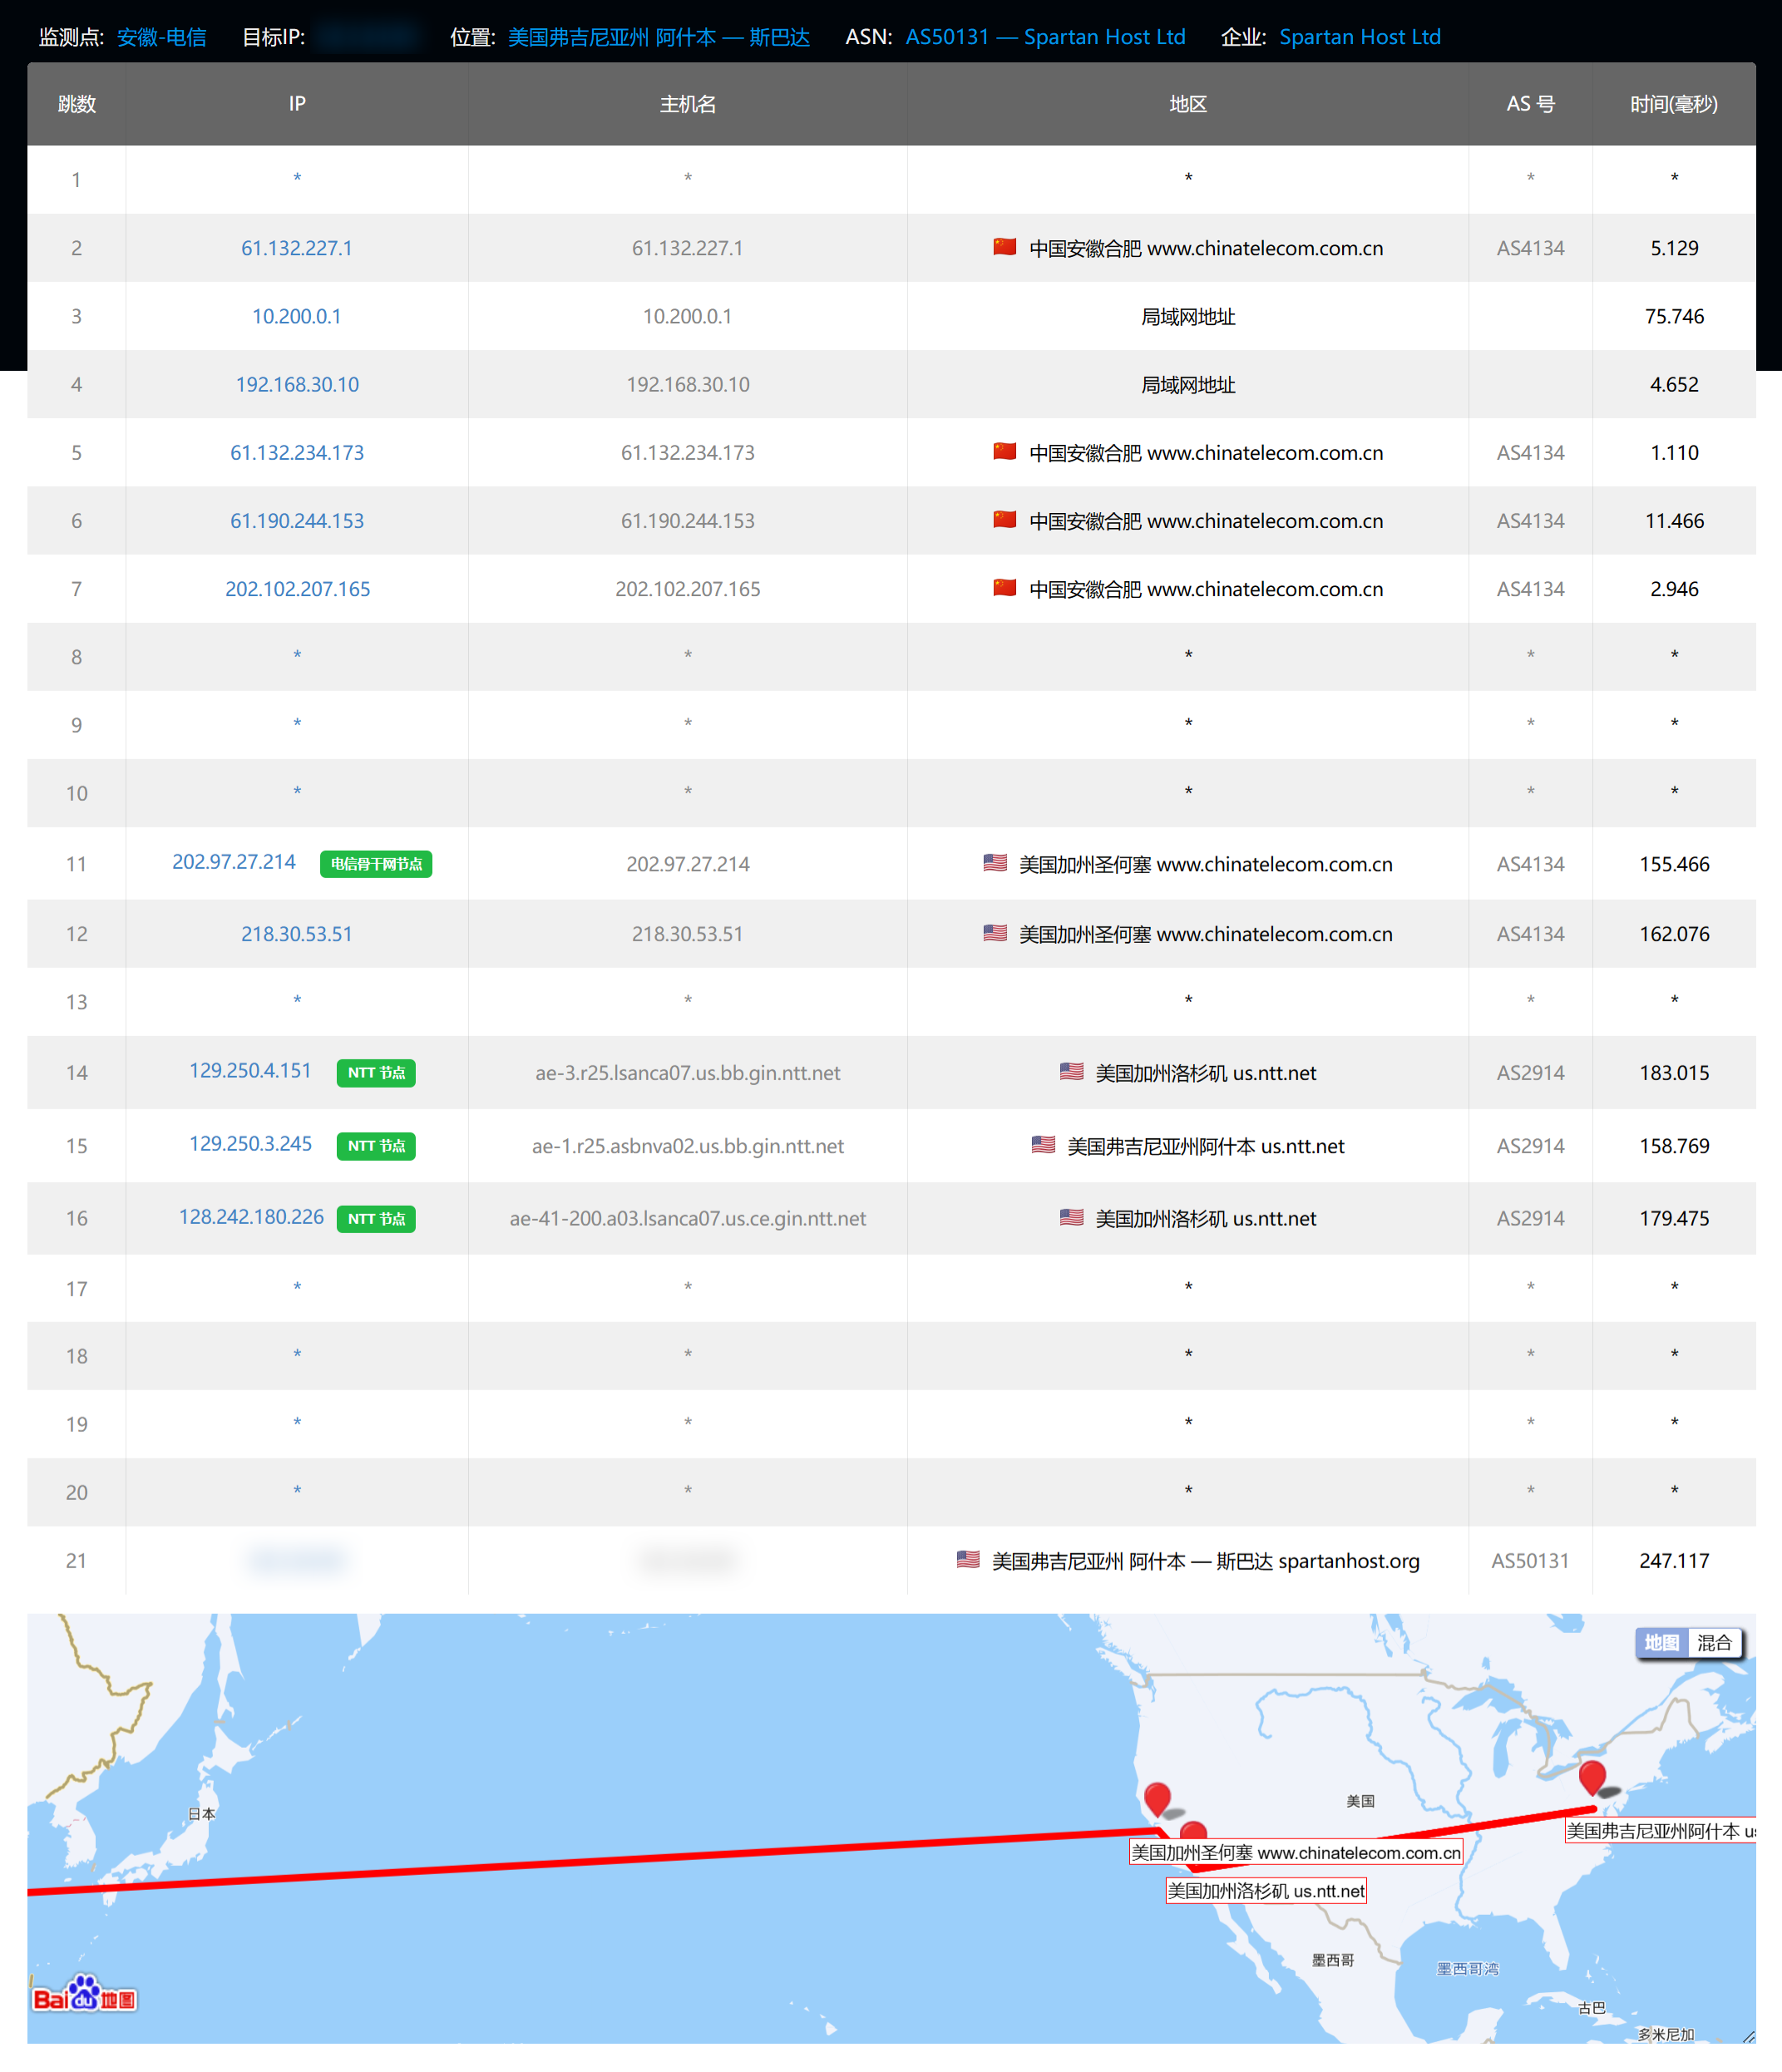 监测点: 安徽-电信 目标IP: 位置: 美国弗吉尼亚州 阿什本 — 斯巴达 ASN: AS50131 — Spartan Host Ltd 企业: Spartan Host Ltd
跳数 IP 主机名 地区 AS 号 时间(毫秒)
1 * * * * *
2 61.132.227.1 61.132.227.1 中国安徽合肥 www.chinatelecom.com.cn AS4134 5.129
3 10.200.0.1 10.200.0.1 局域网地址 75.746
4 192.168.30.10 192.168.30.10 局域网地址 4.652
5 61.132.234.173 61.132.234.173 中国安徽合肥 www.chinatelecom.com.cn AS4134 1.110
6 61.190.244.153 61.190.244.153 中国安徽合肥 www.chinatelecom.com.cn AS4134 11.466
7 202.102.207.165 202.102.207.165 中国安徽合肥 www.chinatelecom.com.cn AS4134 2.946
8 * * * * *
9 * * * * *
10 * * * * *
11 202.97.27.214 电信骨干网节点 202.97.27.214 美国加州圣何塞 www.chinatelecom.com.cn AS4134 155.466
12 218.30.53.51 218.30.53.51 美国加州圣何塞 www.chinatelecom.com.cn AS4134 162.076
13 * * * * *
14 129.250.4.151 NTT 节点 ae-3.r25.lsanca07.us.bb.gin.ntt.net 美国加州洛杉矶 us.ntt.net AS2914 183.015
15 129.250.3.245 NTT 节点 ae-1.r25.asbnva02.us.bb.gin.ntt.net 美国弗吉尼亚州阿什本 us.ntt.net AS2914 158.769
16 128.242.180.226 NTT 节点 ae-41-200.a03.lsanca07.us.ce.gin.ntt.net 美国加州洛杉矶 us.ntt.net AS2914 179.475
17 * * * * *
18 * * * * *
19 * * * * *
20 * * * * *
21 美国弗吉尼亚州 阿什本 — 斯巴达 spartanhost.org AS50131 247.117
地图 混合
日本
美国
美国弗吉尼亚州阿什本 us
美国加州圣何塞 www.chinatelecom.com.cn
美国加州洛杉矶 us.ntt.net
墨西哥
墨西哥湾
Baidu地图
古巴
多米尼加